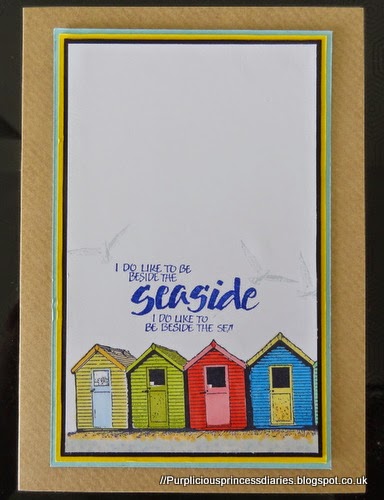 I DO LIKE TO BE
BESIDE THE
seaside
I DO LIKE TO
BE BESIDE THE SEA
//Purpliciousprincessdiaries.blogspot.co.uk